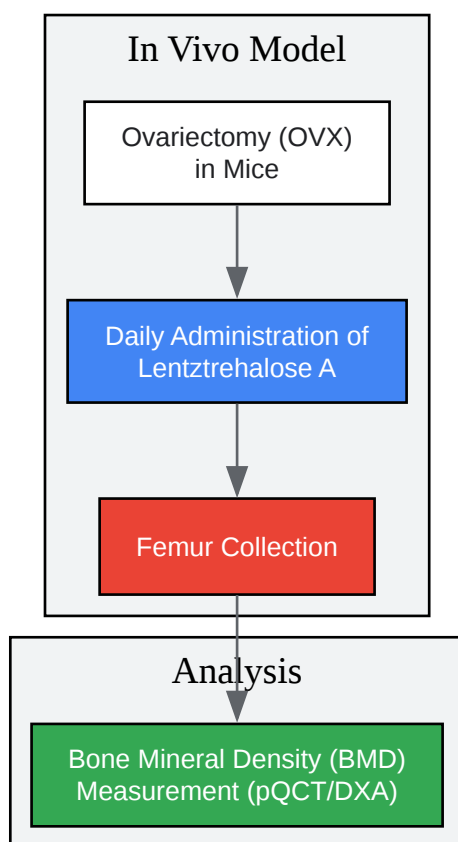 In Vivo Model
Ovariectomy (OVX)
in Mice
Daily Administration of
Lentztrehalose A
Femur Collection
Analysis
Bone Mineral Density (BMD)
Measurement (pQCT/DXA)